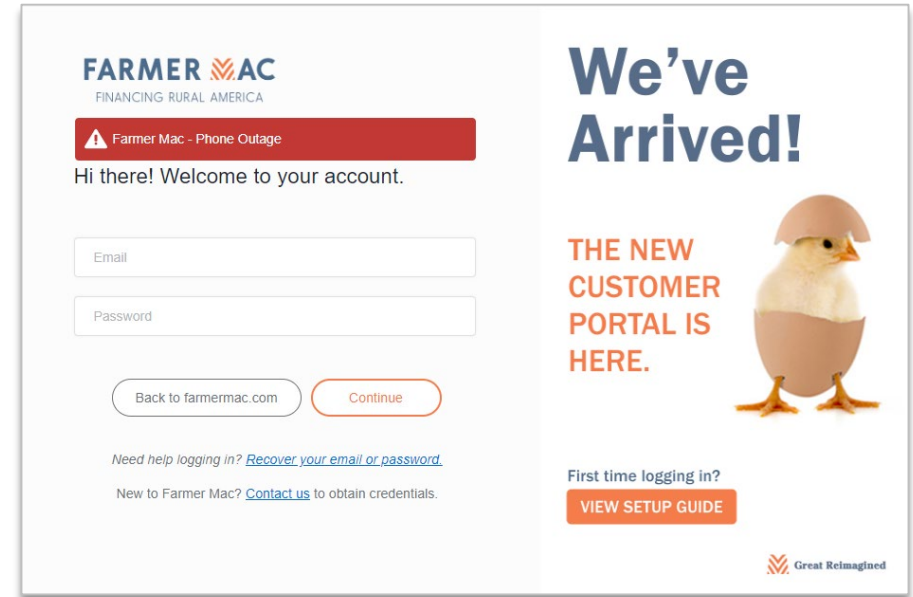 FARMER MAC
FINANCING RURAL AMERICA
Farmer Mac - Phone Outage
Hi there! Welcome to your account.
Email
Password
Back to farmermac.com
Continue
Need help logging in? Recover your email or password.
New to Farmer Mac? Contact us to obtain credentials.
We've
Arrived!
THE NEW
CUSTOMER
PORTAL IS
HERE.
First time logging in?
VIEW SETUP GUIDE
Great Reimagined